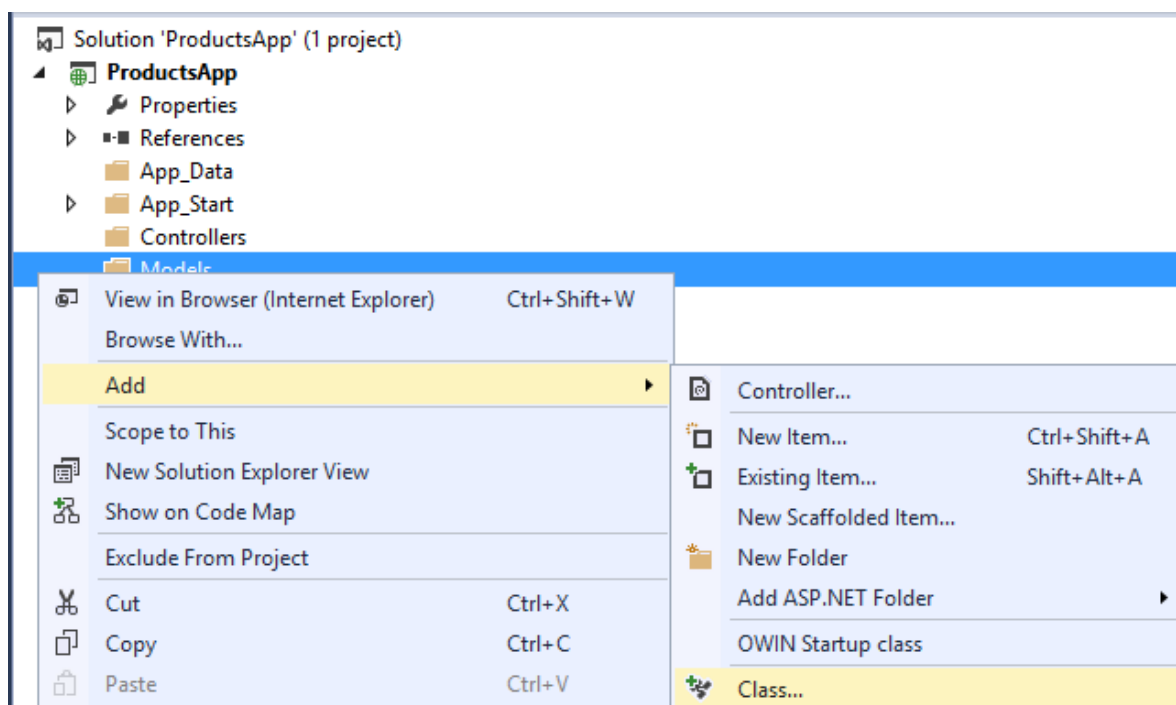 Solution 'ProductsApp' (1 project)
ProductsApp
Properties
References
App_Data
App_Start
Controllers
Models
View in Browser (Internet Explorer) Ctrl+Shift+W
Browse With...
Add
Scope to This
New Solution Explorer View
Show on Code Map
Exclude From Project
Cut Ctrl+X
Copy Ctrl+C
Paste Ctrl+V
Controller...
New Item... Ctrl+Shift+A
Existing Item... Shift+Alt+A
New Scaffolded Item...
New Folder
Add ASP.NET Folder
OWIN Startup class
Class...